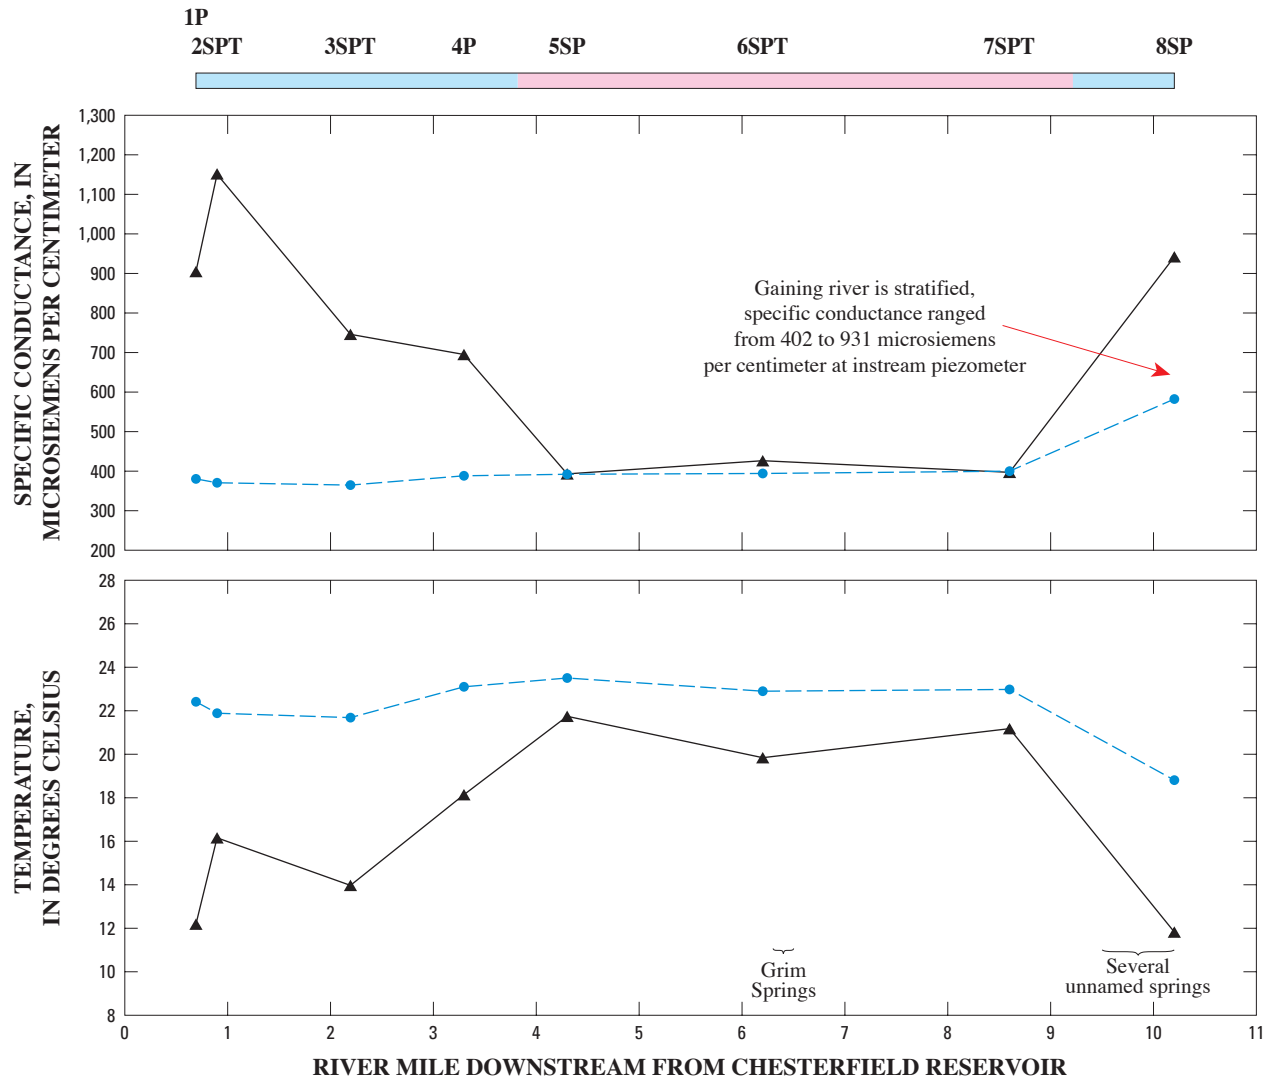 1P
2SPT 3SPT 4P 5SP 6SPT 7SPT 8SP
SPECIFIC CONDUCTANCE, IN
MICROSIEMENS PER CENTIMETER
1,300
1,200
1,100
1,000
900
800
700
600
500
400
300
200
Gaining river is stratified,
specific conductance ranged
from 402 to 931 microsiemens
per centimeter at instream piezometer
TEMPERATURE,
IN DEGREES CELSIUS
28
26
24
22
20
18
16
14
12
10
8
Grim
Springs
Several
unnamed springs
0 1 2 3 4 5 6 7 8 9 10 11
RIVER MILE DOWNSTREAM FROM CHESTERFIELD RESERVOIR